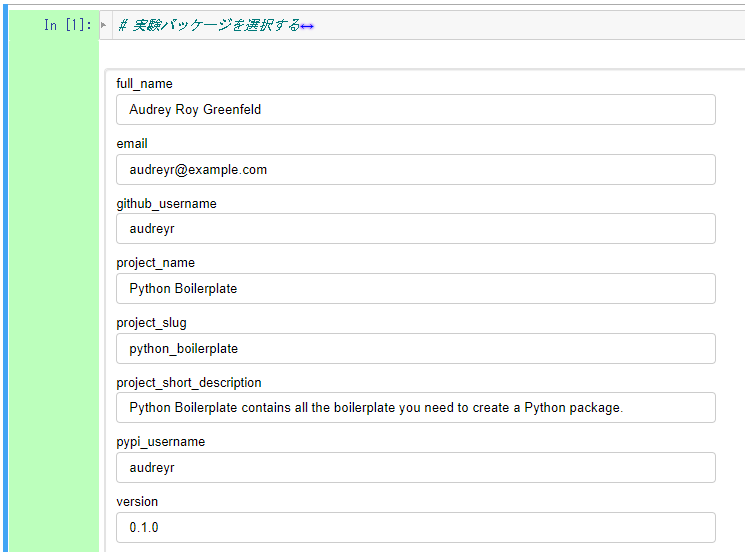 In [1]:
# 実験パッケージを選択する
full_name
Audrey Roy Greenfeld
email
audreyr@example.com
github_username
audreyr
project_name
Python Boilerplate
project_slug
python_boilerplate
project_short_description
Python Boilerplate contains all the boilerplate you need to create a Python package.
pypi_username
audreyr
version
0.1.0